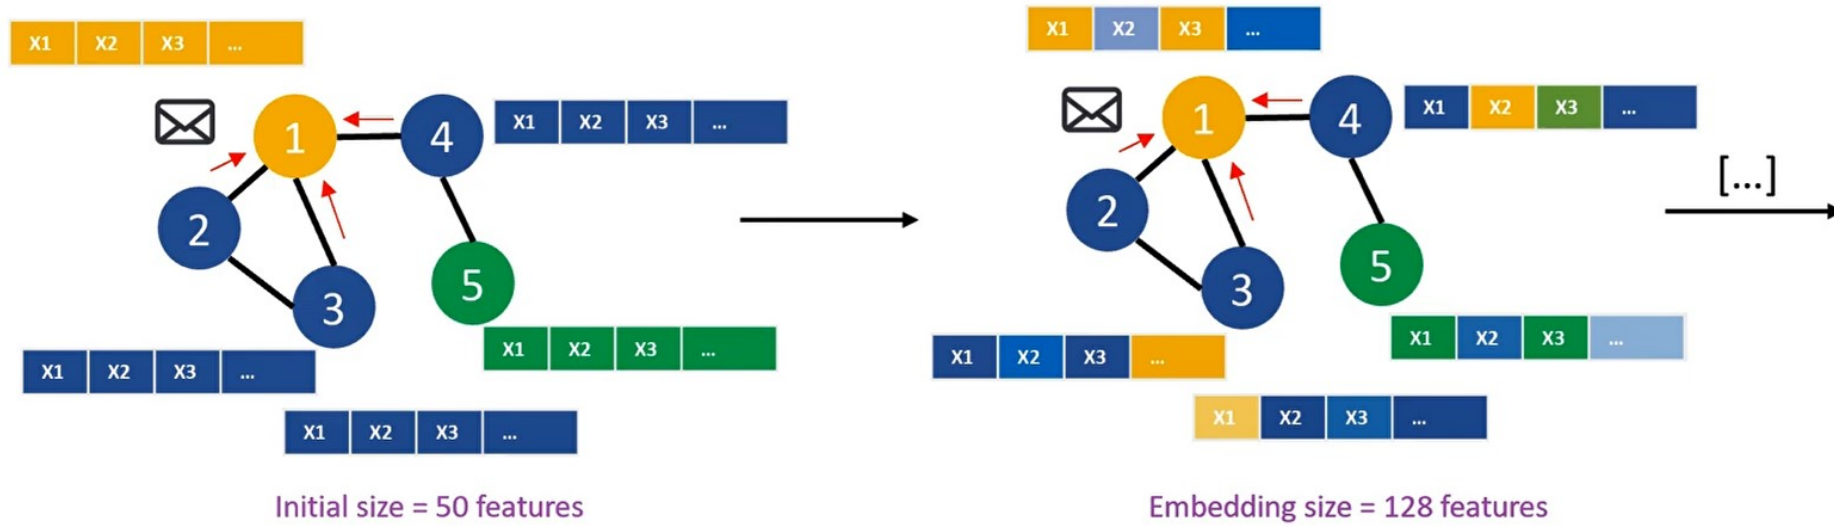 X1 X2 X3 ...
1
4
X1 X2 X3 ...
2
3
5
X1 X2 X3 ...
X1 X2 X3 ...
X1 X2 X3 ...
Initial size = 50 features
X1 X2 X3 ...
1
4
X1 X2 X3 ...
2
3
5
X1 X2 X3 ...
X1 X2 X3 ...
X1 X2 X3 ...
Embedding size = 128 features
[...]